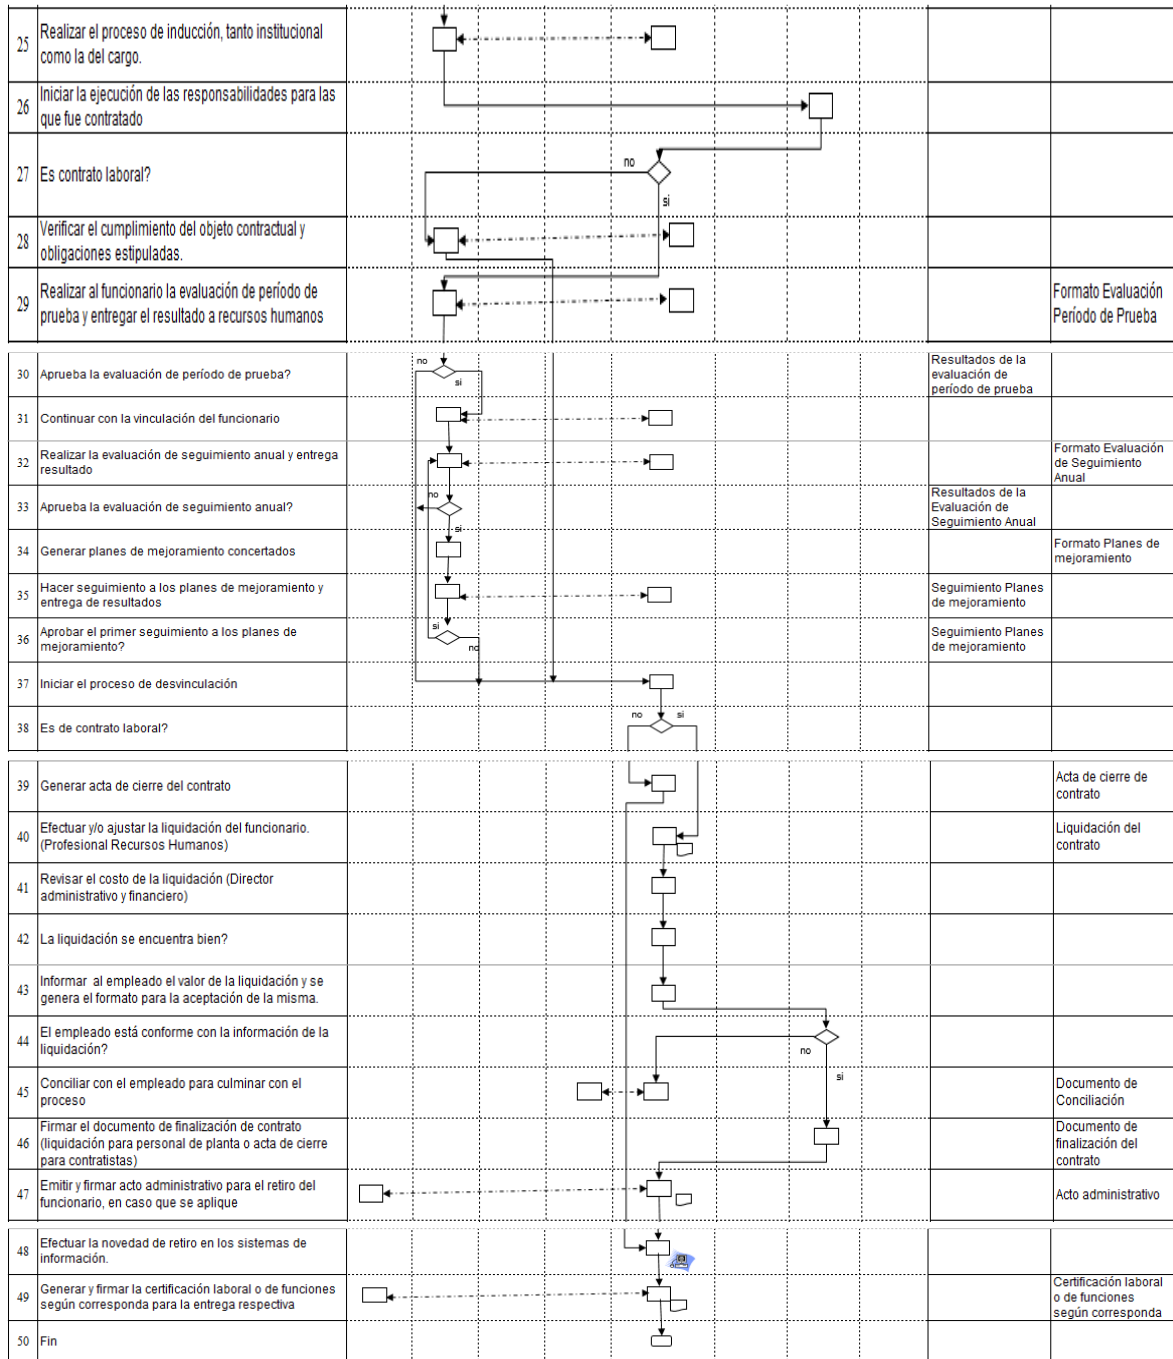 25
Realizar el proceso de inducción, tanto institucional
como la del cargo.
26
Iniciar la ejecución de las responsabilidades para las
que fue contratado
27
Es contrato laboral?
no
si
28
Verificar el cumplimiento del objeto contractual y
obligaciones estipuladas.
29
Realizar al funcionario la evaluación de período de
prueba y entregar el resultado a recursos humanos
Formato Evaluación
Período de Prueba
30
Aprueba la evaluación de período de prueba?
no
si
Resultados de la
evaluación de
período de prueba
31
Continuar con la vinculación del funcionario
32
Realizar la evaluación de seguimiento anual y entrega
resultado
Formato Evaluación
de Seguimiento
Anual
33
Aprueba la evaluación de seguimiento anual?
no
si
Resultados de la
Evaluación de
Seguimiento Anual
34
Generar planes de mejoramiento concertados
Formato Planes de
mejoramiento
35
Hacer seguimiento a los planes de mejoramiento y
entrega de resultados
Seguimiento Planes
de mejoramiento
36
Aprobar el primer seguimiento a los planes de
mejoramiento?
si
no
Seguimiento Planes
de mejoramiento
37
Iniciar el proceso de desvinculación
38
Es de contrato laboral?
no
si
39
Generar acta de cierre del contrato
Acta de cierre de
contrato
40
Efectuar y/o ajustar la liquidación del funcionario.
(Profesional Recursos Humanos)
Liquidación del
contrato
41
Revisar el costo de la liquidación (Director
administrativo y financiero)
42
La liquidación se encuentra bien?
43
Informar al empleado el valor de la liquidación y se
genera el formato para la aceptación de la misma.
44
El empleado está conforme con la información de la
liquidación?
no
si
45
Conciliar con el empleado para culminar con el
proceso
Documento de
Conciliación
46
Firmar el documento de finalización de contrato
(liquidación para personal de planta o acta de cierre
para contratistas)
Documento de
finalización del
contrato
47
Emitir y firmar acto administrativo para el retiro del
funcionario, en caso que se aplique
Acto administrativo
48
Efectuar la novedad de retiro en los sistemas de
información.
49
Generar y firmar la certificación laboral o de funciones
según corresponda para la entrega respectiva
Certificación laboral
o de funciones
según corresponda
50
Fin